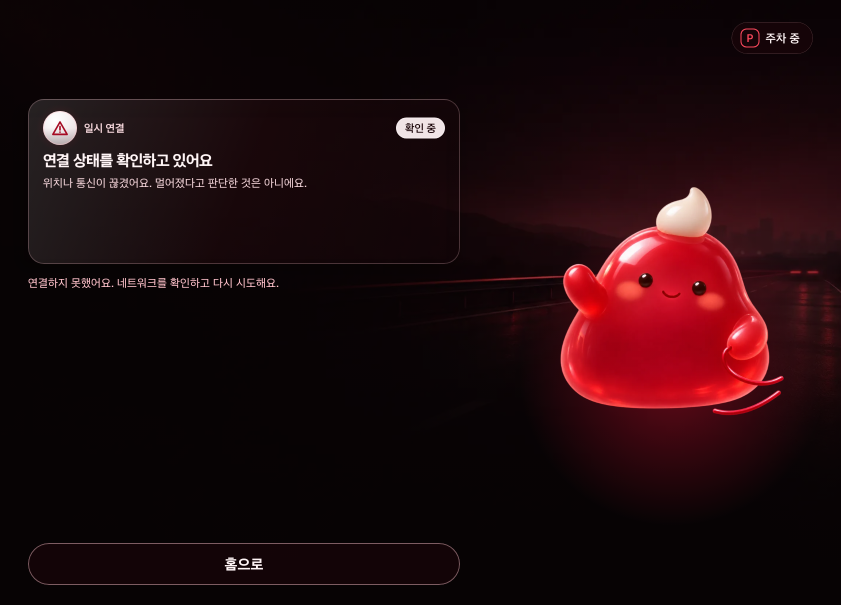 P 주차 중
일시 연결
확인 중
연결 상태를 확인하고 있어요
위치나 통신이 끊겼어요. 멀어졌다고 판단한 것은 아니에요.
연결하지 못했어요. 네트워크를 확인하고 다시 시도해요.
홈으로